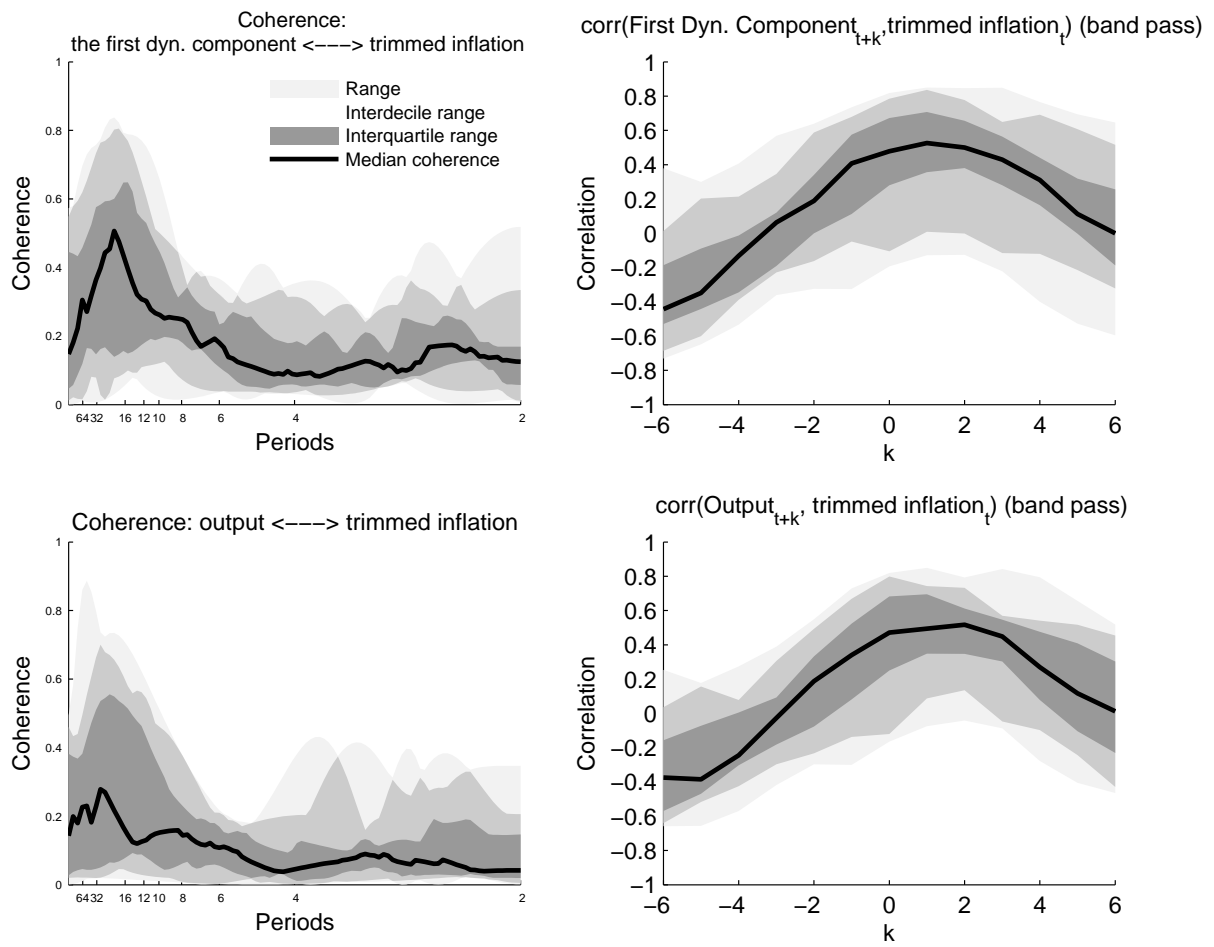 Coherence:
the first dyn. component <−−−> trimmed inflation
1
0.8
0.6
0.4
0.2
0
Coherence
Range
Interdecile range
Interquartile range
Median coherence
64 32 16 12 10 8 6 4 2
Periods
corr(First Dyn. Component t+k,trimmed inflation t) (band pass)
1
0.8
0.6
0.4
0.2
0
−0.2
−0.4
−0.6
−0.8
−1
Correlation
−6 −4 −2 0 2 4 6
k
Coherence: output <−−−> trimmed inflation
1
0.8
0.6
0.4
0.2
0
Coherence
64 32 16 12 10 8 6 4 2
Periods
corr(Output t+k, trimmed inflation t) (band pass)
1
0.8
0.6
0.4
0.2
0
−0.2
−0.4
−0.6
−0.8
−1
Correlation
−6 −4 −2 0 2 4 6
k